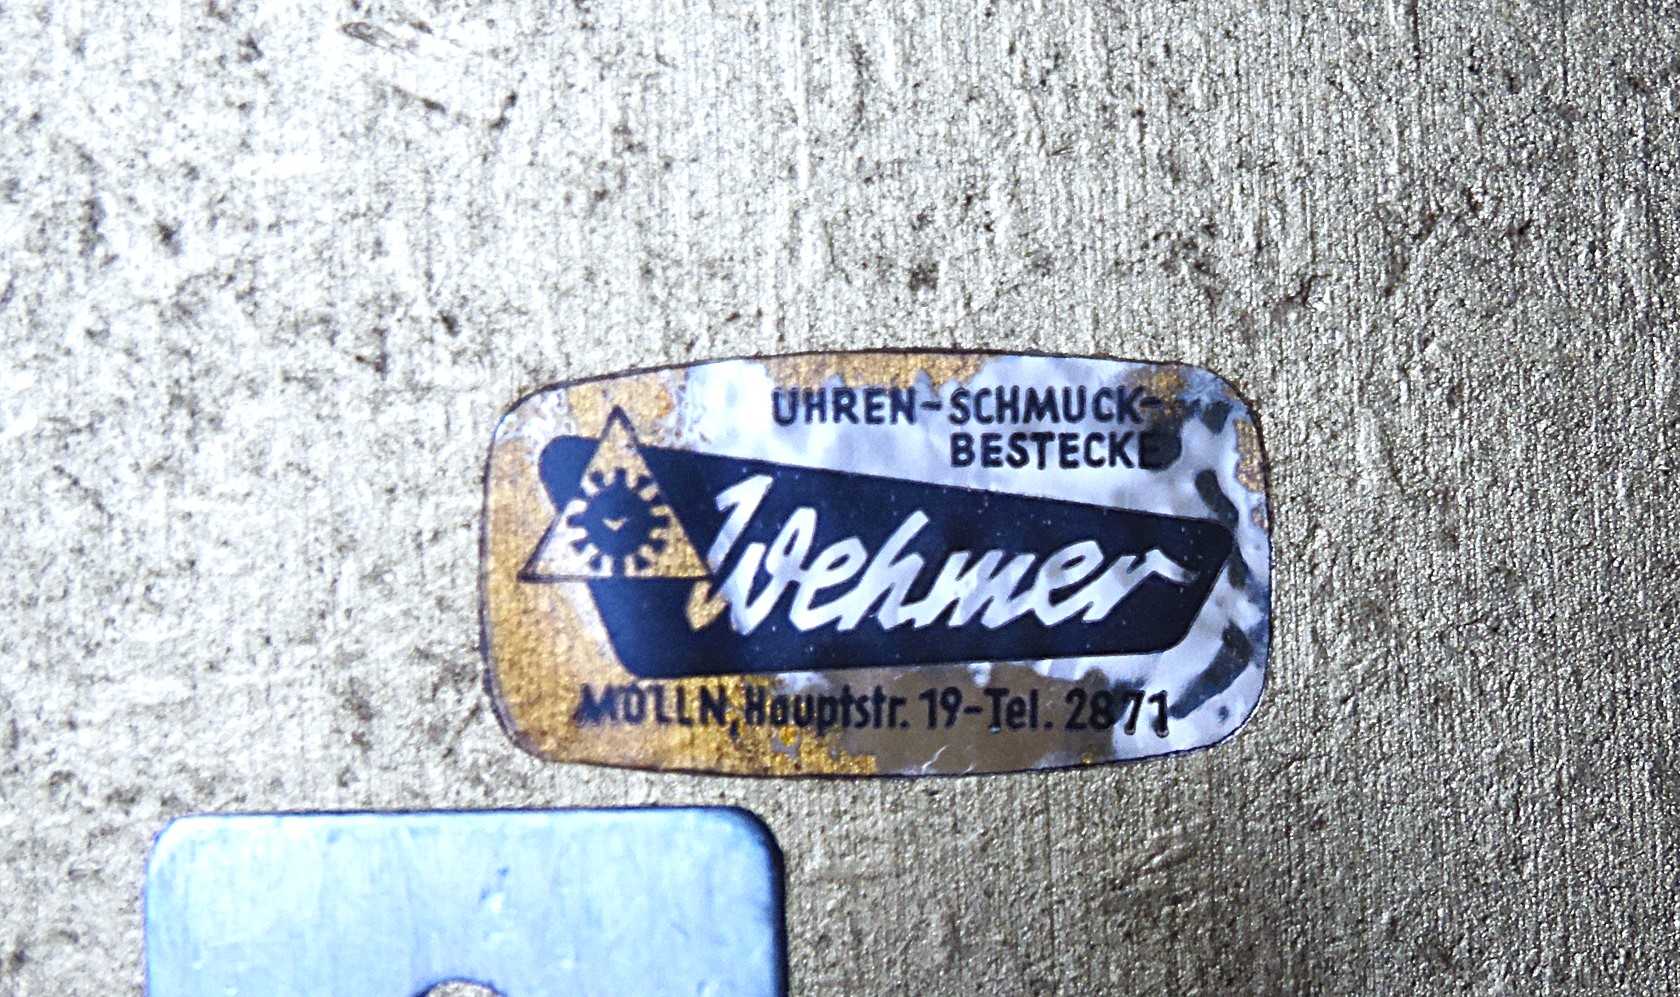 UHREN-SCHMUCK-
BESTECKE
Wehmer
MÖLLN, Hauptstr. 19-Tel. 2871